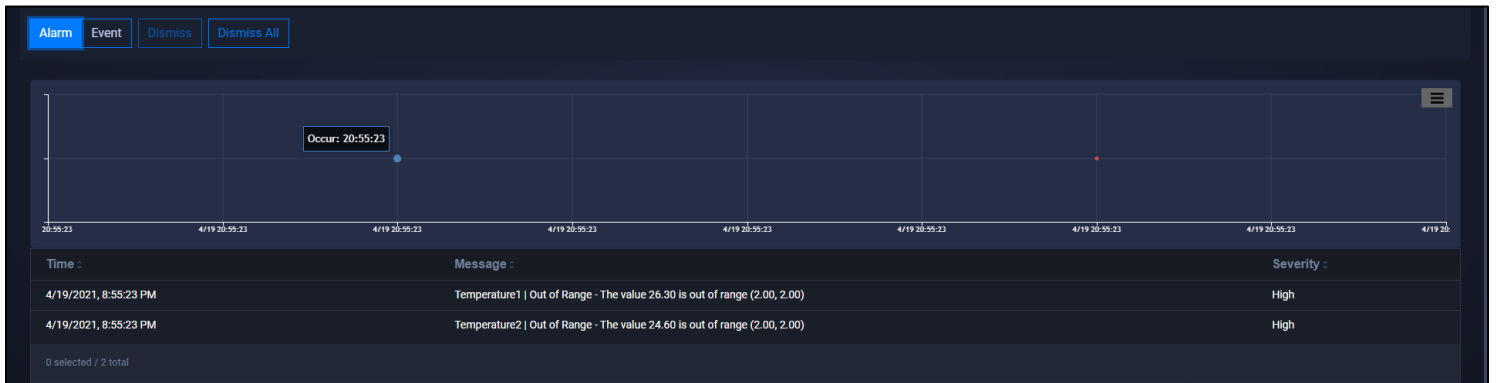 Alarm Event Dismiss Dismiss All
Occur: 20:55:23
20:55:23 4/19 20:55:23 4/19 20:55:23 4/19 20:55:23 4/19 20:55:23 4/19 20:55:23 4/19 20:55:23 4/19 20:55:23 4/19 20:
Time Message Severity
4/19/2021, 8:55:23 PM Temperature1 | Out of Range - The value 26.30 is out of range (2.00, 2.00) High
4/19/2021, 8:55:23 PM Temperature2 | Out of Range - The value 24.60 is out of range (2.00, 2.00) High
0 selected / 2 total